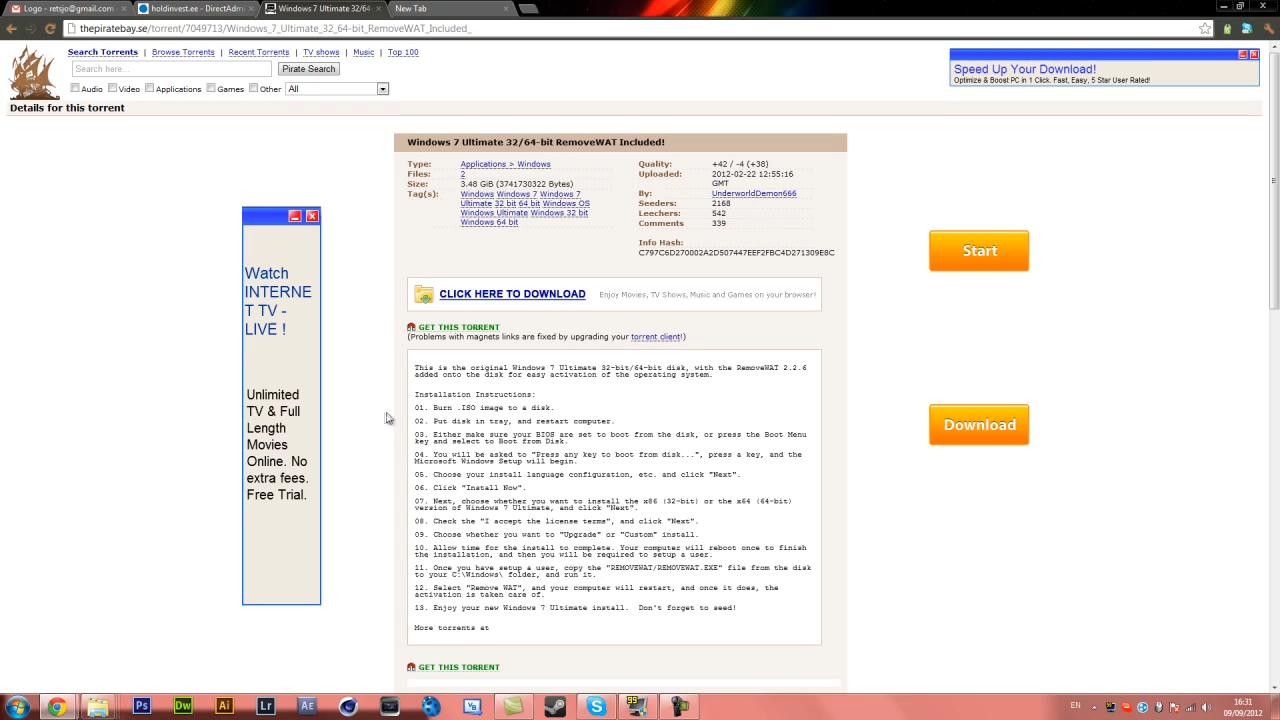 Logo - retsjo@gmail.com
holdinvest.ee - DirectAdmi
Windows 7 Ultimate 32/64-
New Tab
thepiratebay.se/torrent/7049713/Windows_7_Ultimate_32_64-bit_RemoveWAT_Included_
Search Torrents | Browse Torrents | Recent Torrents | TV shows | Music | Top 100
Search here...
Pirate Search
Audio Video Applications Games Other All
Speed Up Your Download!
Optimize & Boost PC in 1 Click. Fast, Easy, 5 Star User Rated!
Details for this torrent
Windows 7 Ultimate 32/64-bit RemoveWAT Included!
Type: Applications > Windows
Files: 2
Size: 3.48 GiB (3741730322 Bytes)
Tag(s): Windows Windows 7 Windows 7
Ultimate 32 bit 64 bit Windows OS
Windows Ultimate Windows 32 bit
Windows 64 bit
Quality: +42 / -4 (+38)
Uploaded: 2012-02-22 12:55:16
GMT
By: UnderworldDemon666
Seeders: 2168
Leechers: 542
Comments 339
Info Hash:
C797C6D270002A2D507447EEF2FBC4D271309E8C
CLICK HERE TO DOWNLOAD Enjoy Movies, TV Shows, Music and Games on your browser!
GET THIS TORRENT
(Problems with magnets links are fixed by upgrading your torrent client!)
This is the original Windows 7 Ultimate 32-bit/64-bit disk, with the RemoveWAT 2.2.6
added onto the disk for easy activation of the operating system.
Installation Instructions:
01. Burn .ISO image to a disk.
02. Put disk in tray, and restart computer.
03. Either make sure your BIOS are set to boot from the disk, or press the Boot Menu
key and select to Boot from Disk.
04. You will be asked to "Press any key to boot from disk...", press a key, and the
Microsoft Windows Setup will begin.
05. Choose your install language configuration, etc. and click "Next".
06. Click "Install Now".
07. Next, choose whether you want to install the x86 (32-bit) or the x64 (64-bit)
version of Windows 7 Ultimate, and click "Next".
08. Check the "I accept the license terms", and click "Next".
09. Choose whether you want to "Upgrade" or "Custom" install.
10. Allow time for the install to complete. Your computer will reboot once to finish
the installation, and then you will be required to setup a user.
11. Once you have setup a user, copy the "REMOVEWAT/REMOVEWAT.EXE" file from the disk
to your C:\Windows\ folder, and run it.
12. Select "Remove WAT", and your computer will restart, and once it does, the
activation is taken care of.
13. Enjoy your new Windows 7 Ultimate install. Don't forget to seed!
More torrents at
GET THIS TORRENT
Watch
INTERNE
T TV -
LIVE !
Unlimited
TV & Full
Length
Movies
Online. No
extra fees.
Free Trial.
Start
Download
Ps
Dw
Ai
Lr
AE
99
EN
16:31
09/09/2012